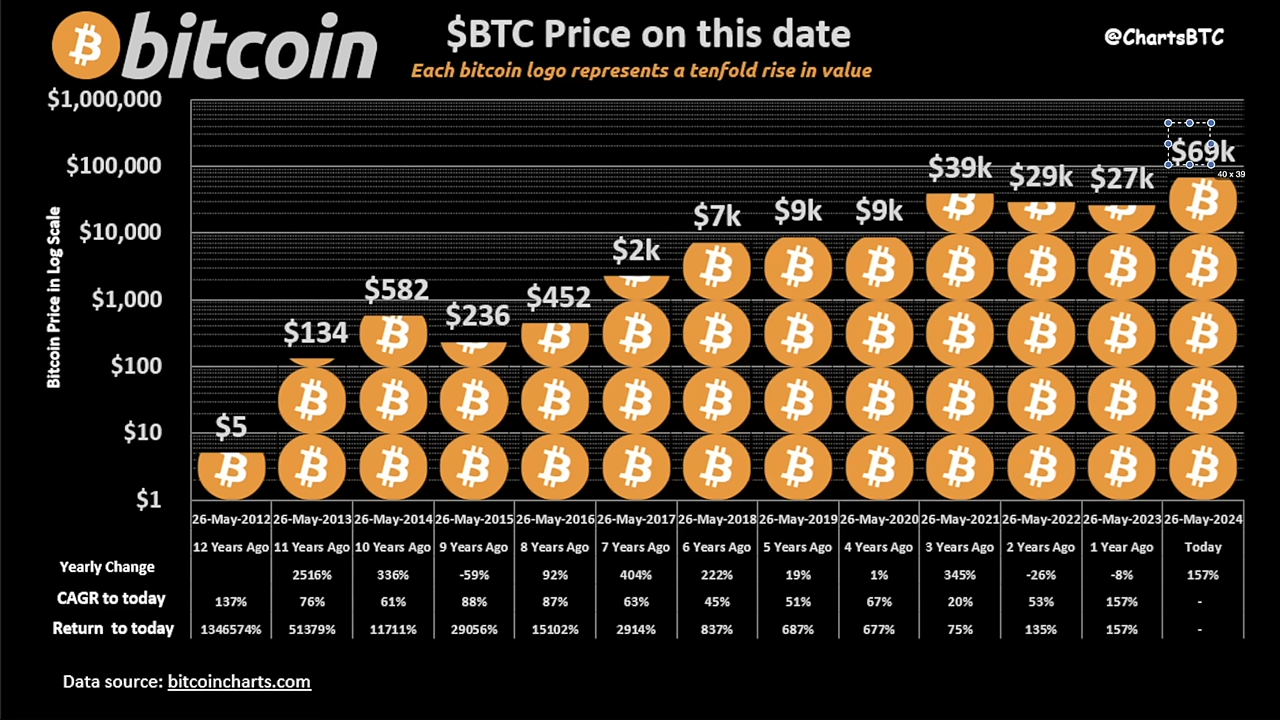 bitcoin
$BTC Price on this date
@ChartsBTC
Each bitcoin logo represents a tenfold rise in value
Bitcoin Price in Log Scale
$1,000,000
$100,000
$10,000
$1,000
$100
$10
$1
$5
$134
$582
$236
$452
$2k
$7k
$9k
$9k
$39k
$29k
$27k
$69k
40 x 39
26-May-2012 26-May-2013 26-May-2014 26-May-2015 26-May-2016 26-May-2017 26-May-2018 26-May-2019 26-May-2020 26-May-2021 26-May-2022 26-May-2023 26-May-2024
12 Years Ago 11 Years Ago 10 Years Ago 9 Years Ago 8 Years Ago 7 Years Ago 6 Years Ago 5 Years Ago 4 Years Ago 3 Years Ago 2 Years Ago 1 Year Ago Today
Yearly Change 2516% 336% -59% 92% 404% 222% 19% 1% 345% -26% -8% 157%
CAGR to today 137% 76% 61% 88% 87% 63% 45% 51% 67% 20% 53% 157% -
Return to today 1346574% 51379% 11711% 29056% 15102% 2914% 837% 687% 677% 75% 135% 157% -
Data source: bitcoincharts.com